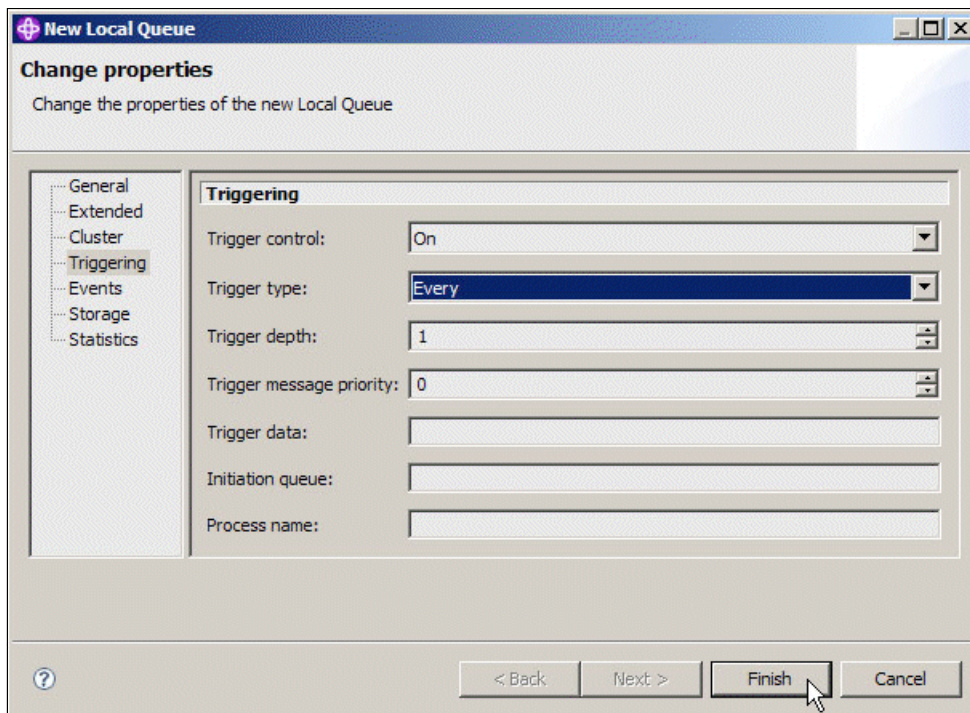 New Local Queue
Change properties
Change the properties of the new Local Queue
General
Extended
Cluster
Triggering
Events
Storage
Statistics
Triggering
Trigger control: On
Trigger type: Every
Trigger depth: 1
Trigger message priority: 0
Trigger data:
Initiation queue:
Process name:
? < Back Next > Finish Cancel